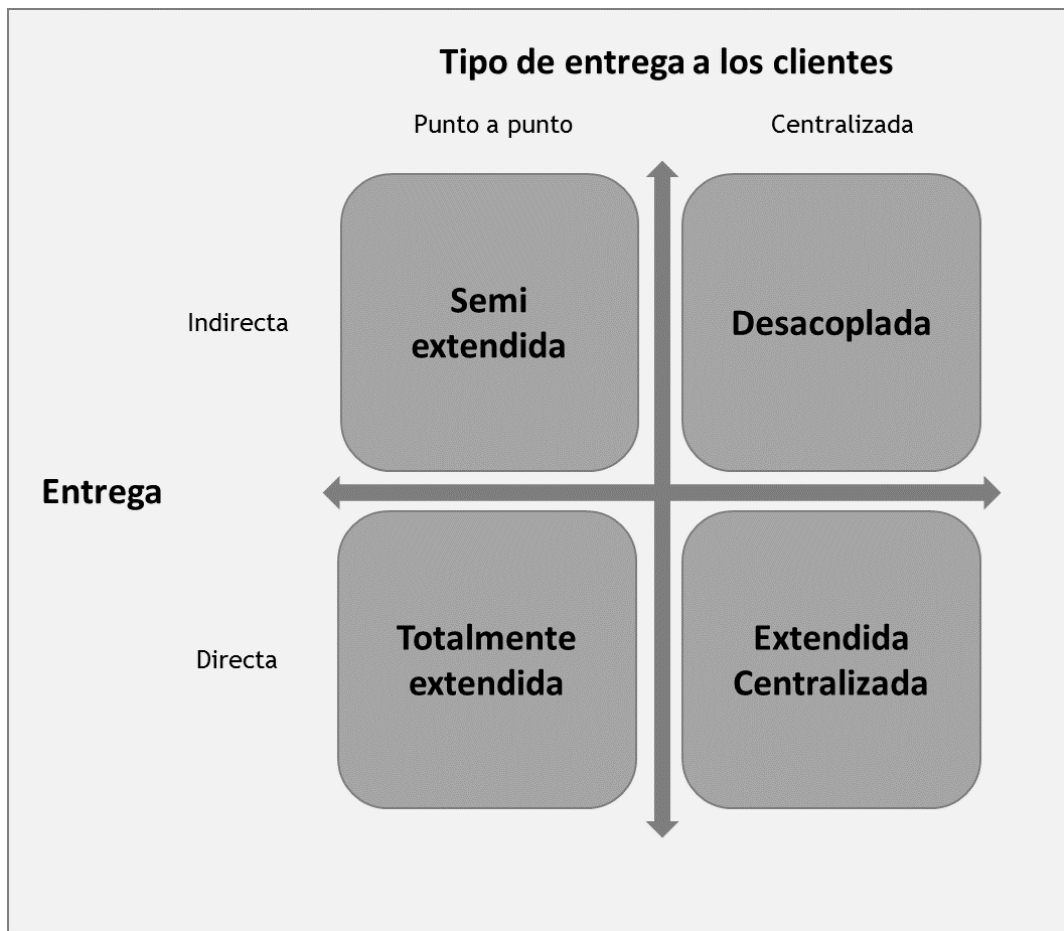 Tipo de entrega a los clientes
Punto a punto
Centralizada
Indirecta
Semi
extendida
Desacoplada
Entrega
Directa
Totalmente
extendida
Extendida
Centralizada